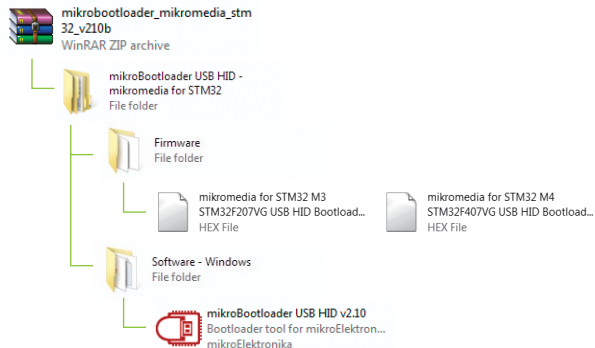 mikrobootloader_mikromedia_stm
32_v210b
WinRAR ZIP archive
mikroBootloader USB HID -
mikromedia for STM32
File folder
Firmware
File folder
mikromedia for STM32 M3
STM32F207VG USB HID Bootload...
HEX File
mikromedia for STM32 M4
STM32F407VG USB HID Bootload...
HEX File
Software - Windows
File folder
mikroBootloader USB HID v2.10
Bootloader tool for mikroElektron...
mikroElektronika